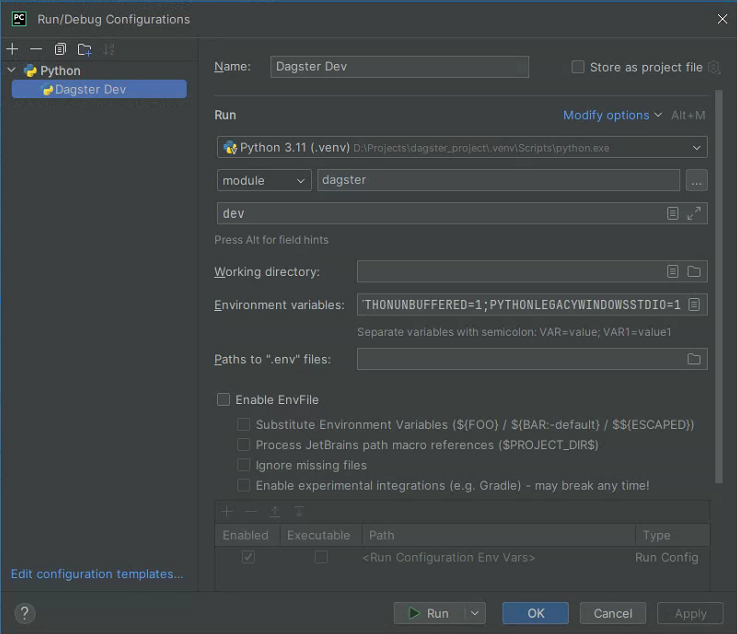 PC Run/Debug Configurations
Python
Dagster Dev
Name: Dagster Dev Store as project file
Run Modify options Alt+M
Python 3.11 (.venv) D:\Projects\dagster_project\.venv\Scripts\python.exe
module dagster ...
dev
Press Alt for field hints
Working directory:
Environment variables: THONUNBUFFERED=1;PYTHONLEGACYWINDOWSSTDIO=1
Separate variables with semicolon: VAR=value; VAR1=value1
Paths to ".env" files:
Enable EnvFile
Substitute Environment Variables (${FOO} / ${BAR:-default} / $${ESCAPED})
Process JetBrains path macro references ($PROJECT_DIR$)
Ignore missing files
Enable experimental integrations (e.g. Gradle) - may break any time!
Enabled Executable Path Type
<Run Configuration Env Vars> Run Config
Edit configuration templates...
? Run OK Cancel Apply